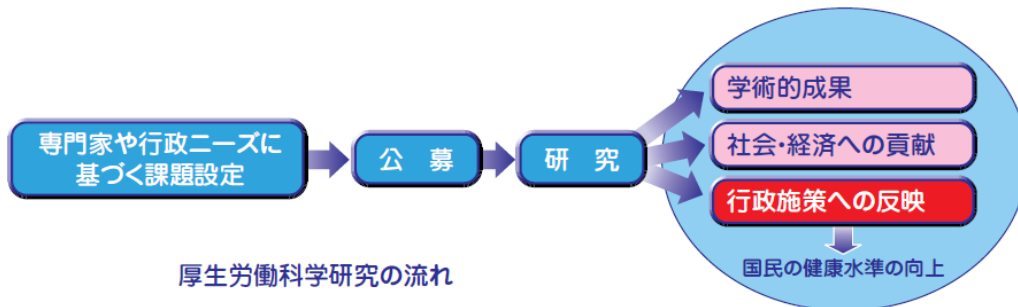 専門家や行政ニーズに
基づく課題設定
公 募
研 究
学術的成果
社会・経済への貢献
行政施策への反映
国民の健康水準の向上
厚生労働科学研究の流れ